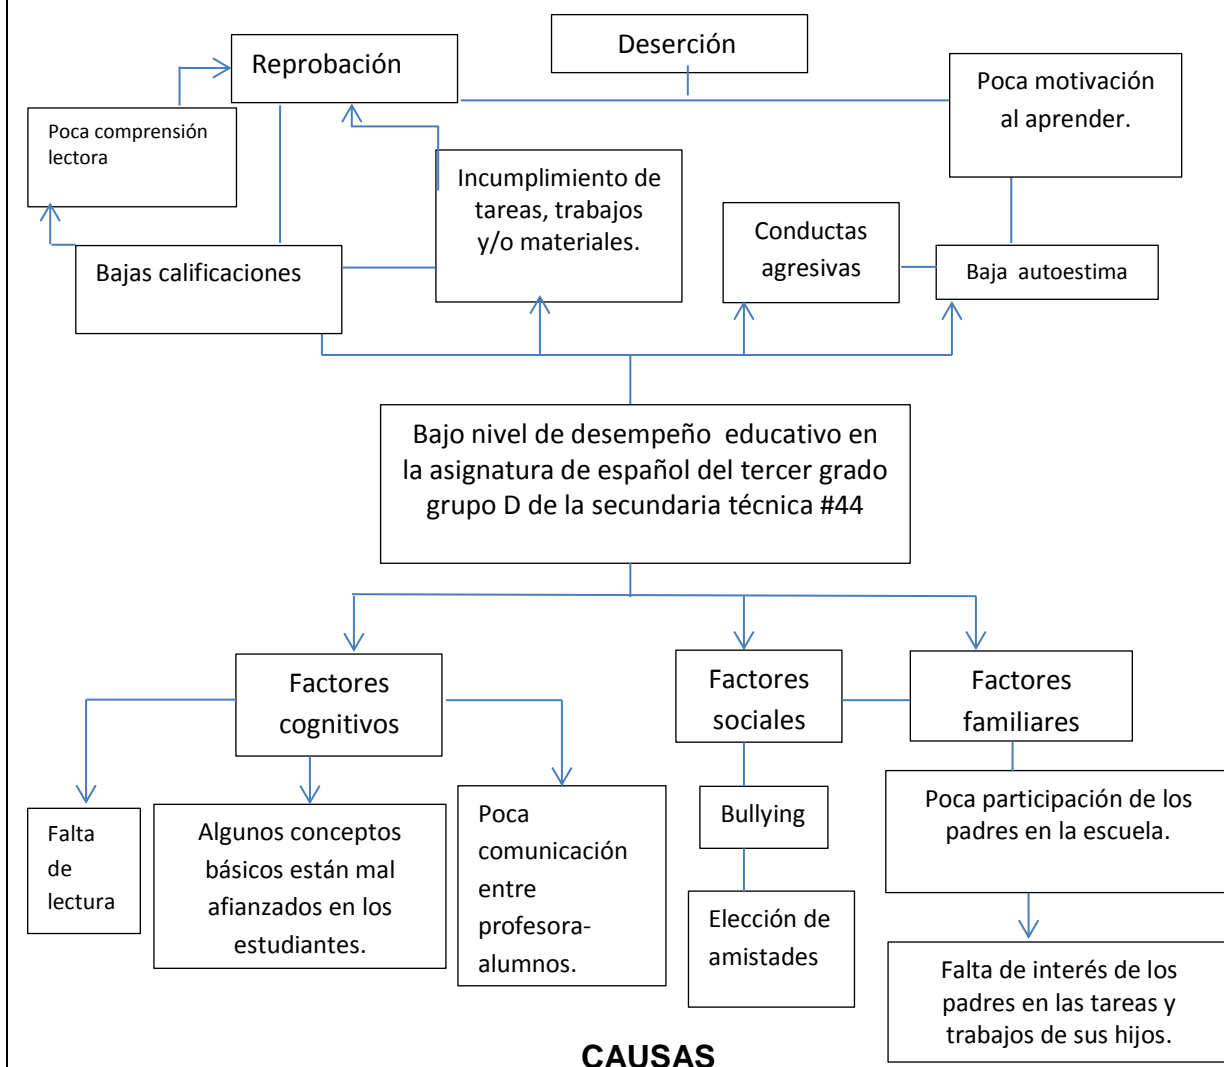 Deserción
Reprobación
Poca motivación
al aprender.
Poca comprensión
lectora
Incumplimiento de
tareas, trabajos
y/o materiales.
Conductas
agresivas
Bajas calificaciones
Baja autoestima
Bajo nivel de desempeño educativo en
la asignatura de español del tercer grado
grupo D de la secundaria técnica #44
Factores
cognitivos
Factores
sociales
Factores
familiares
Falta
de
lectura
Algunos conceptos
básicos están mal
afianzados en los
estudiantes.
Poca
comunicación
entre
profesora-
alumnos.
Bullying
Elección de
amistades
Poca participación de los
padres en la escuela.
Falta de interés de los
padres en las tareas y
trabajos de sus hijos.
CAUSAS